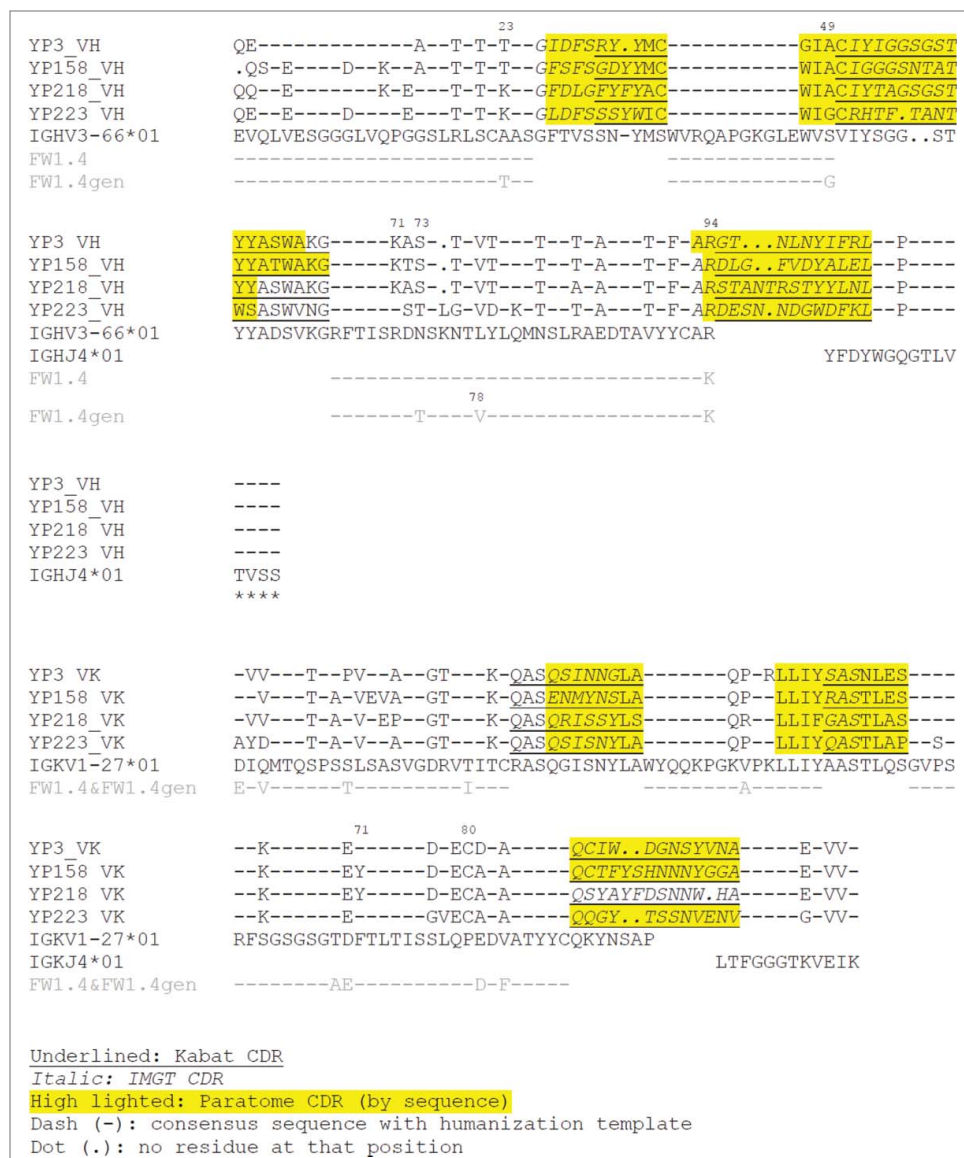 23 49
YP3_VH QE-------------A--T-T-T--GIDFSRY.YMC-----------GIACIYIGGSGST
YP158_VH .QS-E----D--K--A--T-T-T--GFSFSGDYYMC-----------WIACIGGGSNTAT
YP218_VH QQ--E-------K--E--T-T-K--GFDLGFYFYAC-----------WIACIYTAGSGST
YP223_VH QE--E----D-----E--T-T-K--GLDFSSSYWIC-----------WIGCRHTF.TANT
IGHV3-66*01 EVQLVESGGGLVQPGGSLRLSCAASGFTVSSN-YMSWVRQAPGKGLEWVSVIYSGG..ST
FW1.4 ------------------------- --------------
FW1.4gen ----------------------T-- -------------G
71 73 94
YP3 VH YYASWAKG-----KAS-.T-VT---T--T-A---T-F-ARGT...NLNYIFRL--P----
YP158_VH YYATWAKG-----KTS-.T-VT---T--T-A---T-F-ARDLG..FVDYALEL--P----
YP218_VH YYASWAKG-----KAS-.T-VT---T--A-A---T-F-ARSTANTRSTYYLNL--P----
YP223_VH WSASWVNG------ST-LG-VD-K-T--T-A---T-F-ARDESN.NDGWDFKL--P----
IGHV3-66*01 YYADSVKGRFTISRDNSKNTLYLQMNSLRAEDTAVYYCAR
IGHJ4*01 YFDYWGQGTLV
FW1.4 -------------------------------K
78
FW1.4gen -------T----V------------------K
YP3_VH ----
YP158_VH ----
YP218_VH ----
YP223_VH ----
IGHJ4*01 TVSS
****
YP3 VK -VV---T--PV--A--GT---K-QASQSINNGLA-------QP-RLLIYSASNLES----
YP158_VK --V---T-A-VEVA--GT---K-QASENMYNSLA-------QP--LLIYRASTLES----
YP218_VK -VV---T-A-V-EP--GT---K-QASQRISSYLS-------QR--LLIFGASTLAS----
YP223_VK AYD---T-A-V--A--GT---K-QASQSISNYLA-------QP--LLIYQASTLAP--S-
IGKV1-27*01 DIQMTQSPSSLSASVGDRVTITCRASQGISNYLAWYQQKPGKVPKLLIYAASTLQSGVPS
FW1.4&FW1.4gen E-V------T---------I--- --------A------ ----
71 80
YP3_VK --K------E------D-ECD-A-----QCIW..DGNSYVNA-----E-VV-
YP158 VK --K------EY-----D-ECA-A-----QCTFYSHNNNYGGA-----E-VV-
YP218 VK --K------E------D-ECA-A-----QSYAYFDSNNW.HA-----E-VV-
YP223_VK --K------E------GVECA-A-----QQGY..TSSNVENV-----G-VV-
IGKV1-27*01 RFSGSGSGTDFTLTISSLQPEDVATYYCQKYNSAP
IGKJ4*01 LTFGGGTKVEIK
FW1.4&FW1.4gen --------AE----------D-F-----
Underlined: Kabat CDR
Italic: IMGT CDR
High lighted: Paratome CDR (by sequence)
Dash (-): consensus sequence with humanization template
Dot (.): no residue at that position